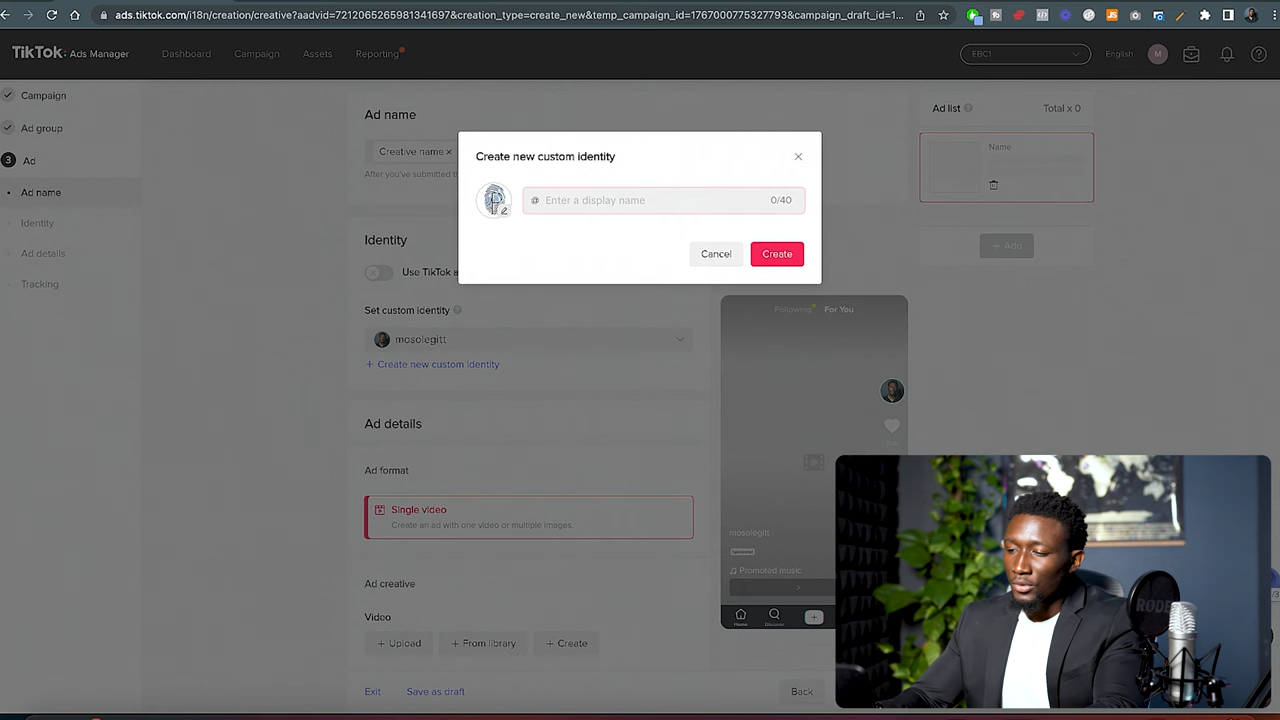 ads.tiktok.com/i18n/creation/creative?aadvid=7212065265981341697&creation_type=create_new&temp_campaign_id=1767000775327793&campaign_draft_id=1...
TikTok: Ads Manager
Dashboard
Campaign
Assets
Reporting
EBC1
English
M
Campaign
Ad group
3 Ad
Ad name
Identity
Ad details
Tracking
Ad name
Creative name ×
After you've submitted th
Create new custom identity
@ Enter a display name 0/40
Cancel
Create
Identity
Use TikTok a
Set custom identity
mosolegitt
+ Create new custom identity
Ad details
Ad format
Single video
Create an ad with one video or multiple images.
Ad creative
Video
+ Upload
+ From library
+ Create
Exit
Save as draft
Back
Ad list
Total x 0
Name
+ Add
Following
For You
mosolegitt
Promoted music
Home
Discover
RODE